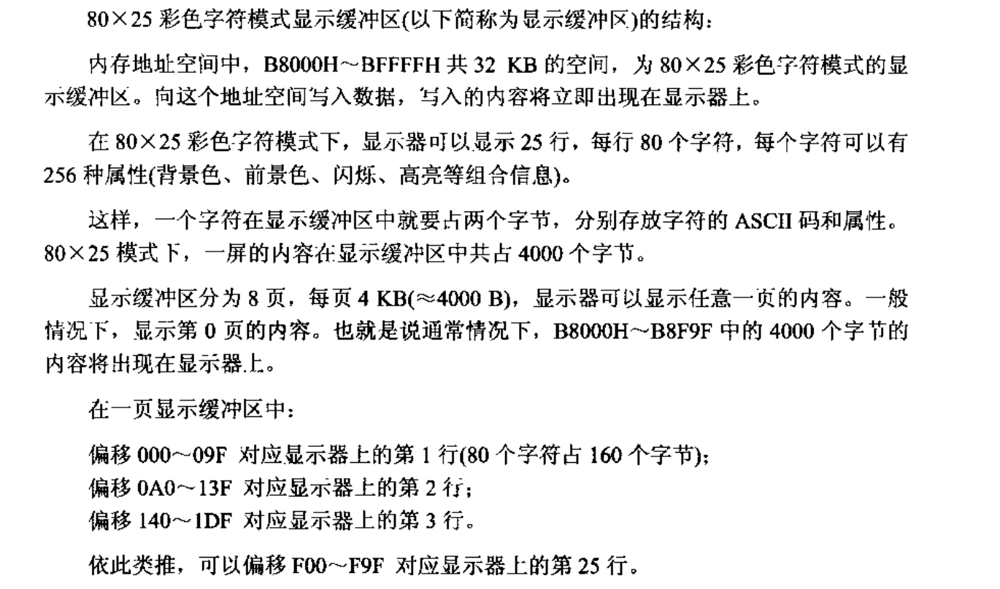 80×25 彩色字符模式显示缓冲区(以下简称为显示缓冲区)的结构：
内存地址空间中，B8000H～BFFFFH 共 32 KB 的空间，为 80×25 彩色字符模式的显
示缓冲区。向这个地址空间写入数据，写入的内容将立即出现在显示器上。
在 80×25 彩色字符模式下，显示器可以显示 25 行，每行 80 个字符，每个字符可以有
256 种属性(背景色、前景色、闪烁、高亮等组合信息)。
这样，一个字符在显示缓冲区中就要占两个字节，分别存放字符的 ASCII 码和属性。
80×25 模式下，一屏的内容在显示缓冲区中共占 4000 个字节。
显示缓冲区分为 8 页，每页 4 KB(≈4000 B)，显示器可以显示任意一页的内容。一般
情况下，显示第 0 页的内容。也就是说通常情况下，B8000H～B8F9F 中的 4000 个字节的
内容将出现在显示器上。
在一页显示缓冲区中：
偏移 000～09F 对应显示器上的第 1 行(80 个字符占 160 个字节)；
偏移 0A0～13F 对应显示器上的第 2 行；
偏移 140～1DF 对应显示器上的第 3 行。
依此类推，可以偏移 F00～F9F 对应显示器上的第 25 行。